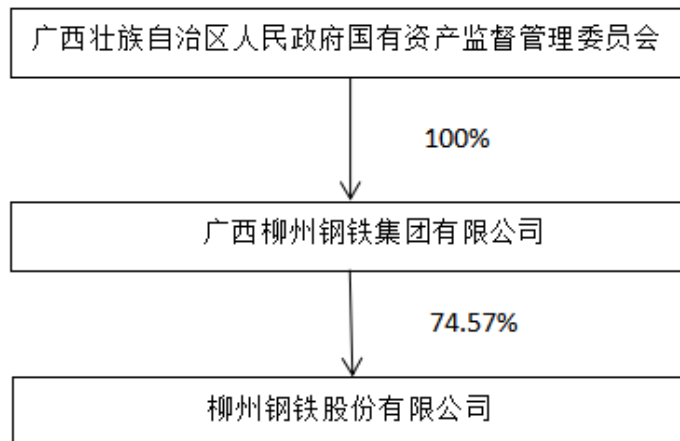 广西壮族自治区人民政府国有资产监督管理委员会
100%
广西柳州钢铁集团有限公司
74.57%
柳州钢铁股份有限公司